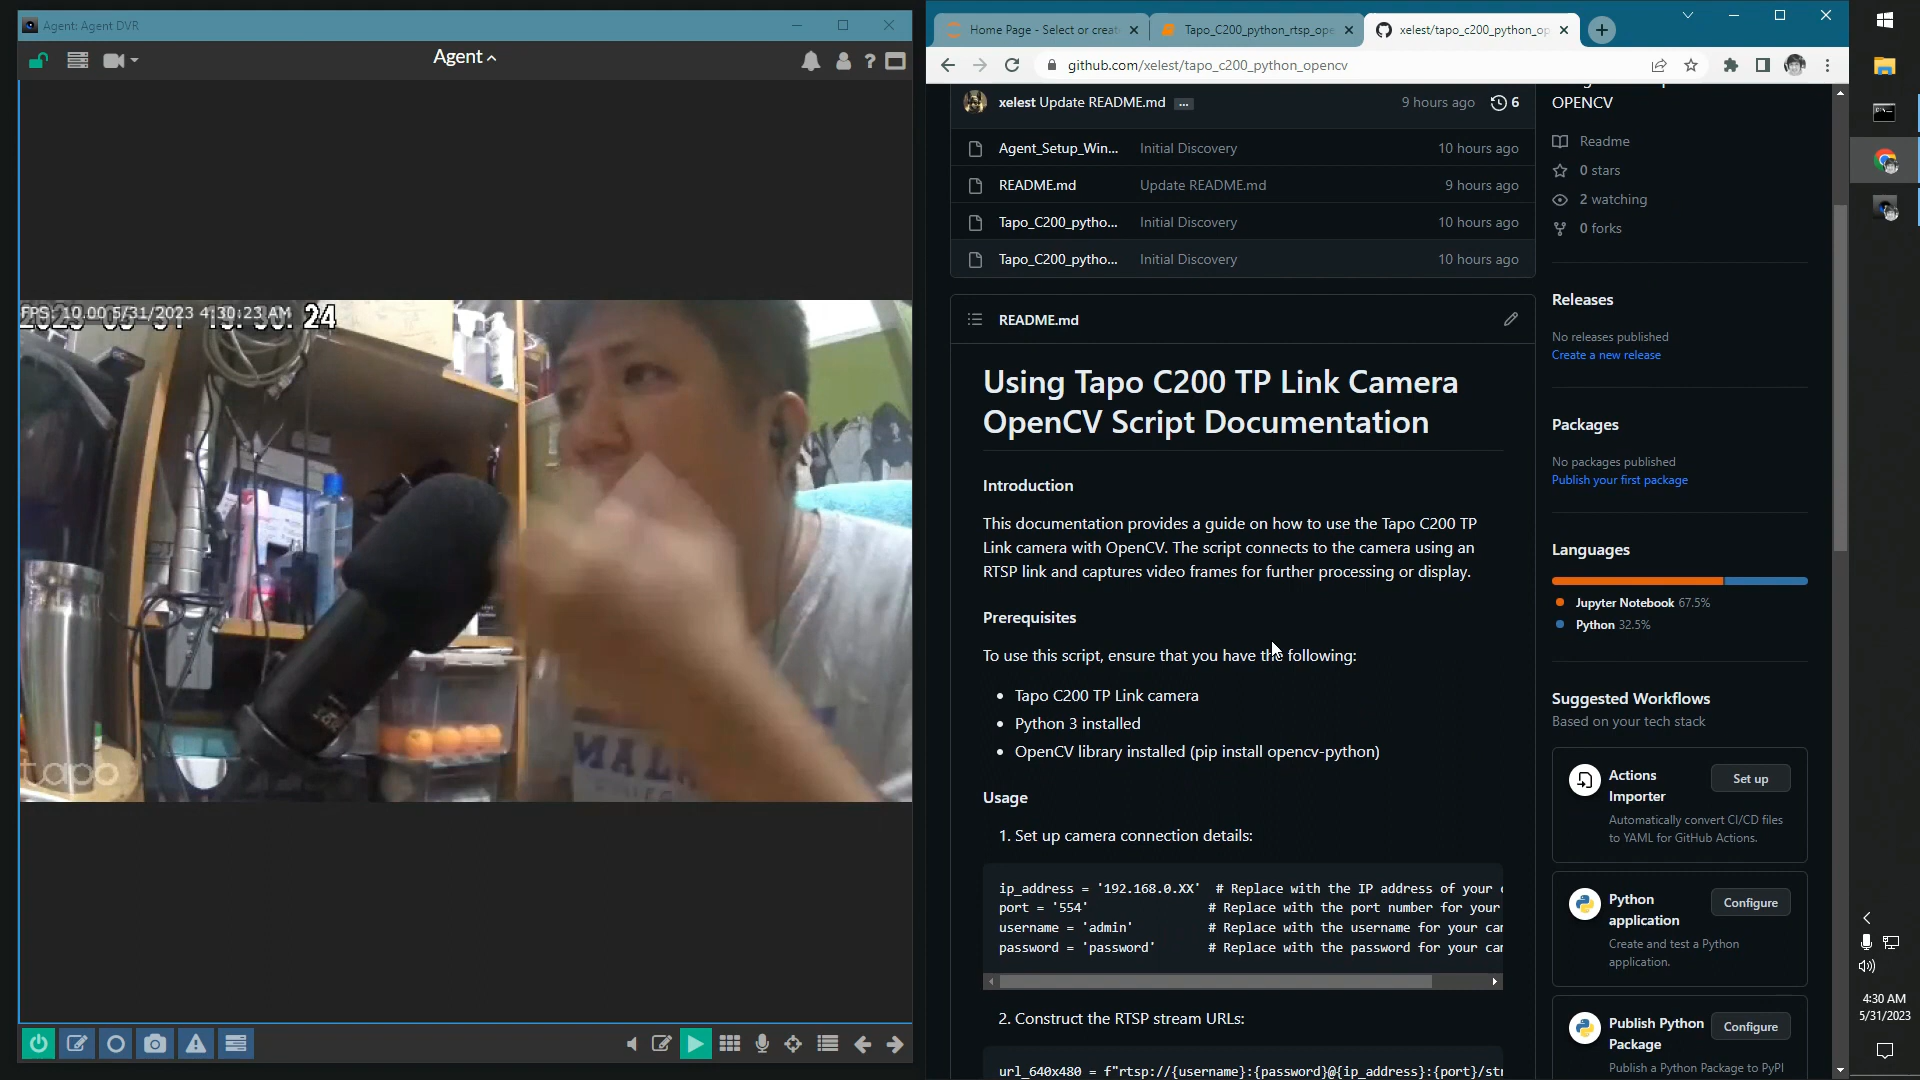 Agent: Agent DVR
Agent
FPS: 10.00 5/31/2023 4:30:23 AM
24
tapo
MALA
Home Page - Select or creat
Tapo_C200_python_rtsp_ope
xelest/tapo_c200_python_op
github.com/xelest/tapo_c200_python_opencv
xelest Update README.md ...
9 hours ago
6
Agent_Setup_Win... Initial Discovery 10 hours ago
README.md Update README.md 9 hours ago
Tapo_C200_pytho... Initial Discovery 10 hours ago
Tapo_C200_pytho... Initial Discovery 10 hours ago
README.md
Using Tapo C200 TP Link Camera
OpenCV Script Documentation
Introduction
This documentation provides a guide on how to use the Tapo C200 TP
Link camera with OpenCV. The script connects to the camera using an
RTSP link and captures video frames for further processing or display.
Prerequisites
To use this script, ensure that you have the following:
Tapo C200 TP Link camera
Python 3 installed
OpenCV library installed (pip install opencv-python)
Usage
1. Set up camera connection details:
ip_address = '192.168.0.XX' # Replace with the IP address of your
port = '554' # Replace with the port number for your
username = 'admin' # Replace with the username for your cam
password = 'password' # Replace with the password for your cam
2. Construct the RTSP stream URLs:
url_640x480 = f"rtsp://{username}:{password}@{ip_address}:{port}/str
OPENCV
Readme
0 stars
2 watching
0 forks
Releases
No releases published
Create a new release
Packages
No packages published
Publish your first package
Languages
Jupyter Notebook 67.5%
Python 32.5%
Suggested Workflows
Based on your tech stack
Actions
Importer
Set up
Automatically convert CI/CD files
to YAML for GitHub Actions.
Python
application
Configure
Create and test a Python
application.
Publish Python
Package
Configure
Publish a Python Package to PyPI
4:30 AM
5/31/2023